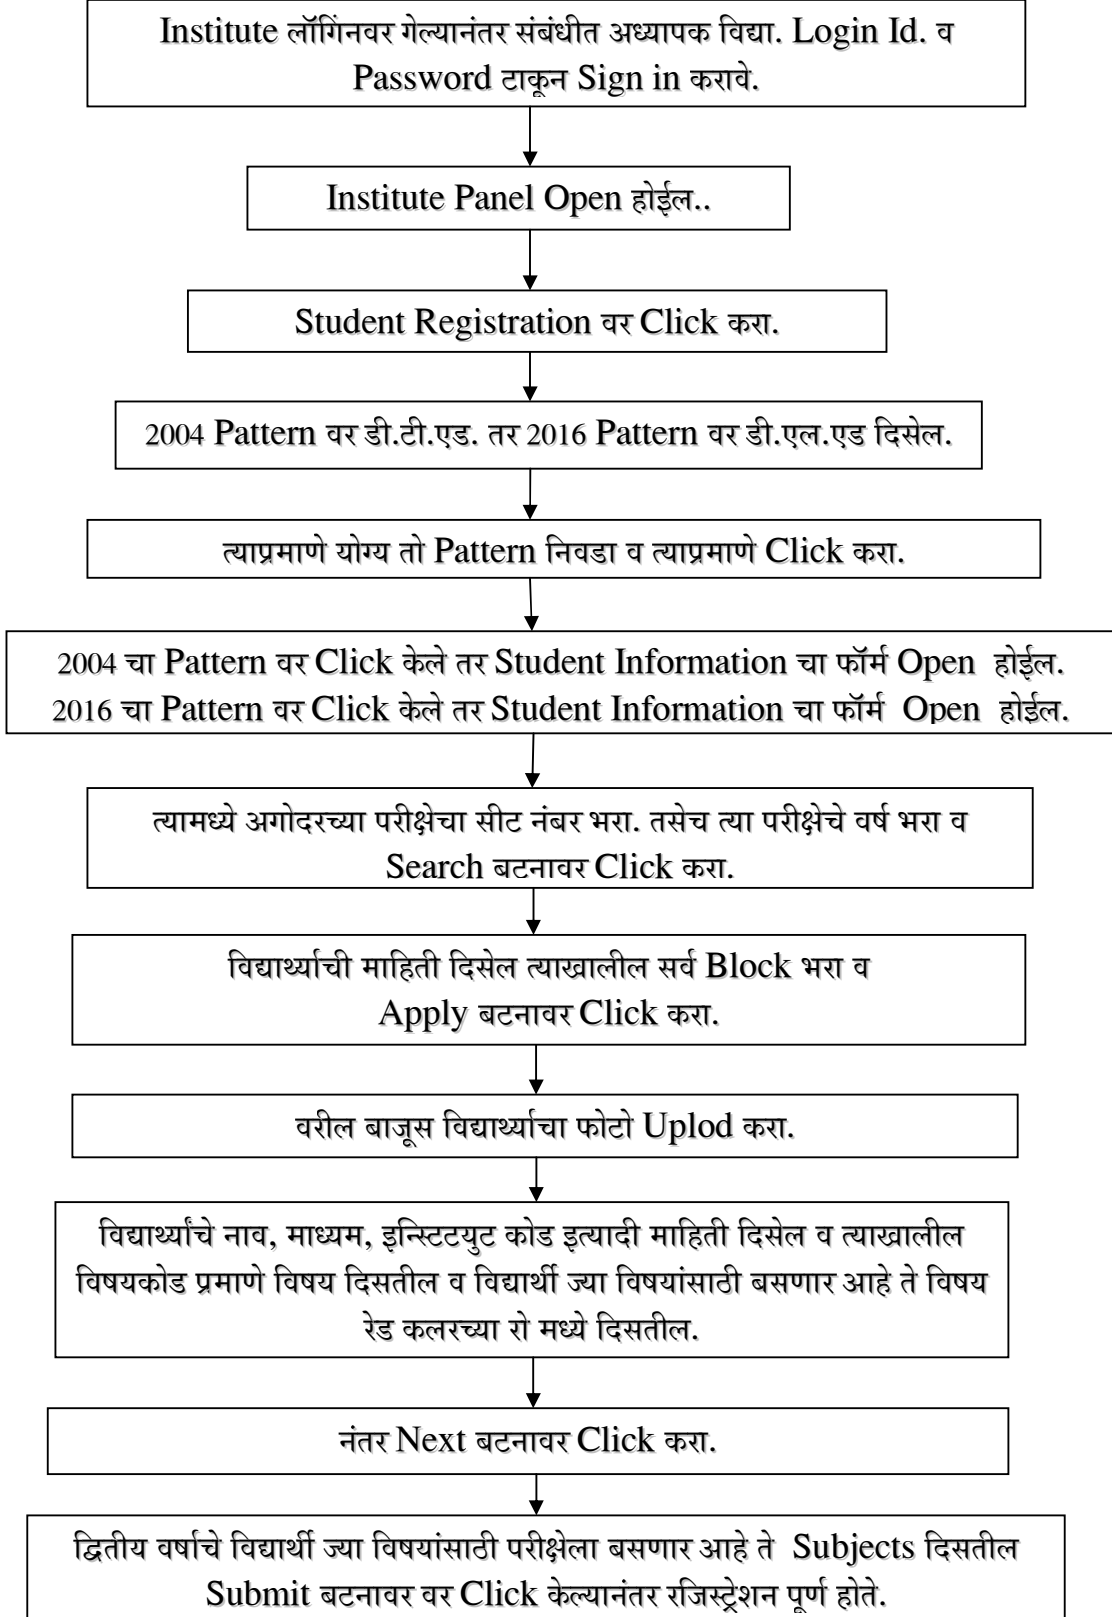 Institute लॉगिंनवर गेल्यानंतर संबंधीत अध्यापक विद्या. Login Id. व
Password टाकून Sign in करावे.
Institute Panel Open होईल..
Student Registration वर Click करा.
2004 Pattern वर डी.टी.एड. तर 2016 Pattern वर डी.एल.एड दिसेल.
त्याप्रमाणे योग्य तो Pattern निवडा व त्याप्रमाणे Click करा.
2004 चा Pattern वर Click केले तर Student Information चा फॉर्म Open होईल.
2016 चा Pattern वर Click केले तर Student Information चा फॉर्म Open होईल.
त्यामध्ये अगोदरच्या परीक्षेचा सीट नंबर भरा. तसेच त्या परीक्षेचे वर्ष भरा व
Search बटनावर Click करा.
विद्यार्थ्याची माहिती दिसेल त्याखालील सर्व Block भरा व
Apply बटनावर Click करा.
वरील बाजूस विद्यार्थ्याचा फोटो Uplod करा.
विद्यार्थ्यांचे नाव, माध्यम, इन्स्टिटयुट कोड इत्यादी माहिती दिसेल व त्याखालील
विषयकोड प्रमाणे विषय दिसतील व विद्यार्थी ज्या विषयांसाठी बसणार आहे ते विषय
रेड कलरच्या रो मध्ये दिसतील.
नंतर Next बटनावर Click करा.
द्वितीय वर्षाचे विद्यार्थी ज्या विषयांसाठी परीक्षेला बसणार आहे ते Subjects दिसतील
Submit बटनावर वर Click केल्यानंतर रजिस्ट्रेशन पूर्ण होते.